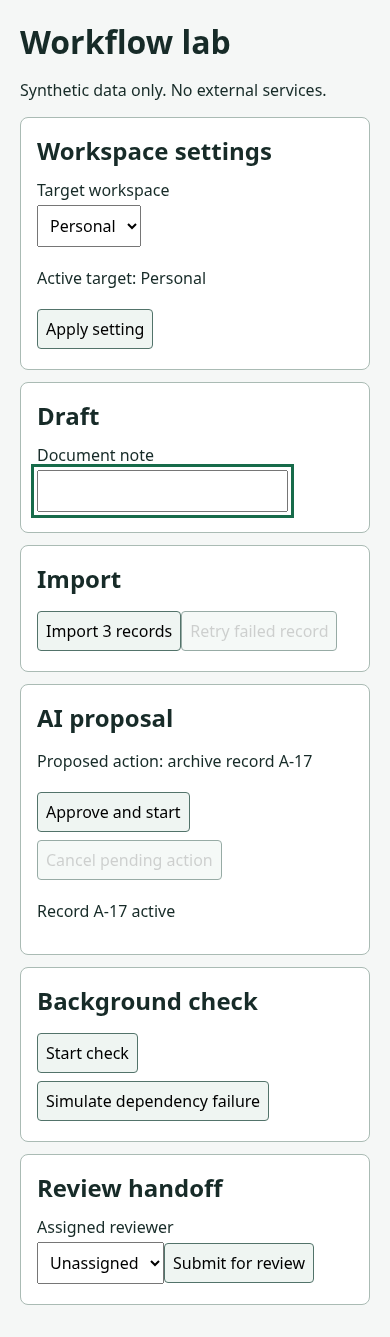 Workflow lab
Synthetic data only. No external services.
Workspace settings
Target workspace
Personal
Active target: Personal
Apply setting
Draft
Document note
Import
Import 3 records Retry failed record
AI proposal
Proposed action: archive record A-17
Approve and start
Cancel pending action
Record A-17 active
Background check
Start check
Simulate dependency failure
Review handoff
Assigned reviewer
Unassigned Submit for review